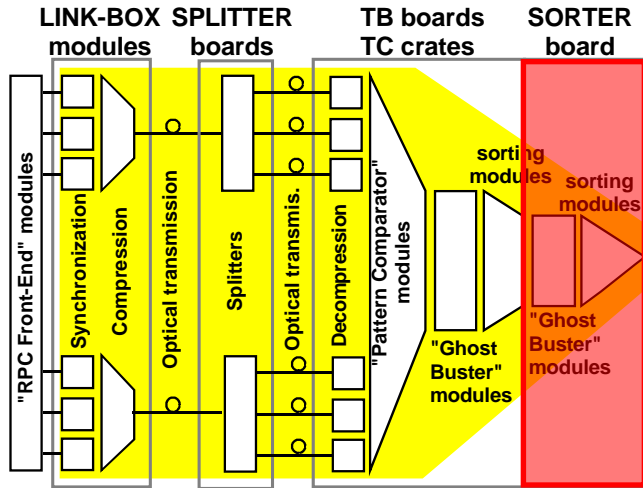 LINK-BOX
modules
SPLITTER
boards
TB boards
TC crates
SORTER
board
"RPC Front-End" modules
Synchronization
Compression
Optical transmission
Splitters
Optical transmis.
Decompression
"Pattern Comparator"
modules
sorting
modules
"Ghost
Buster"
modules
sorting
modules
"Ghost
Buster"
modules